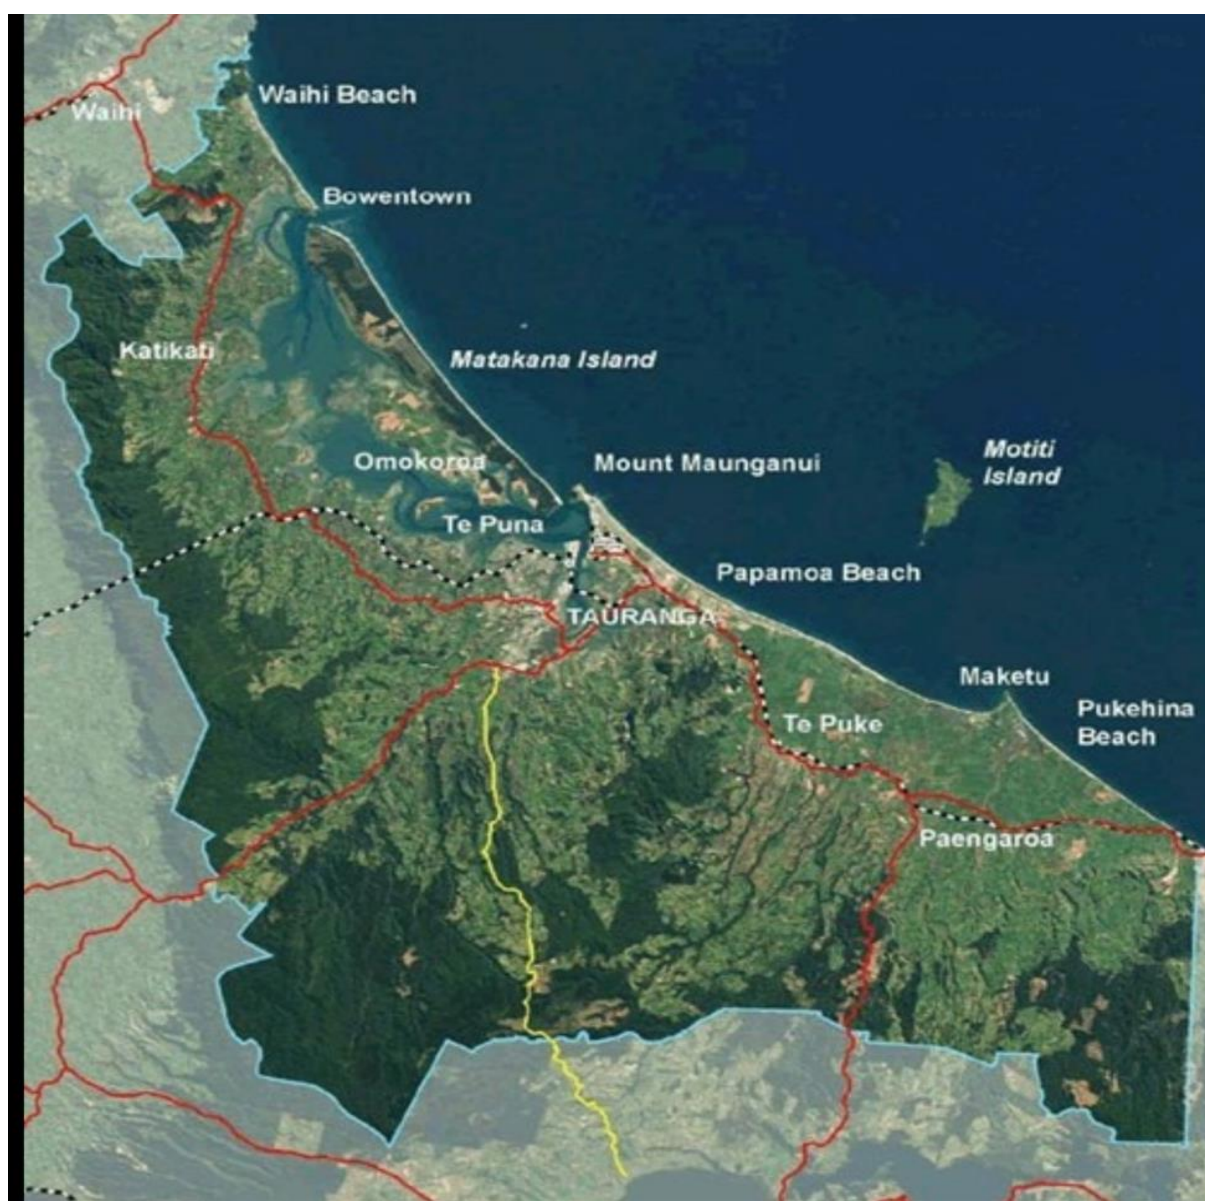 Waihi Beach
Waihi
Bowentown
Katikati
Matakana Island
Omokoroa
Mount Maunganui
Motiti
Island
Te Puna
Papamoa Beach
TAURANGA
Maketu
Pukehina
Beach
Te Puke
Paengaroa